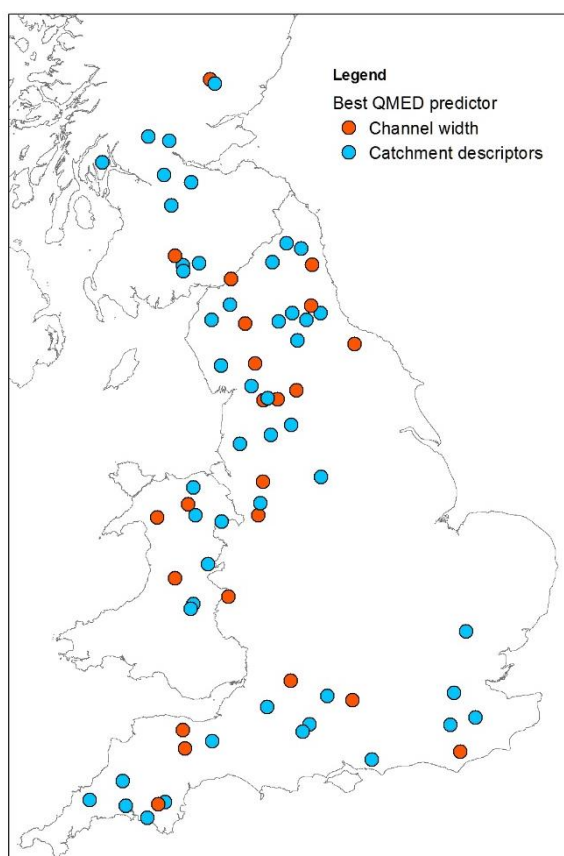 Legend
Best QMED predictor
Channel width
Catchment descriptors